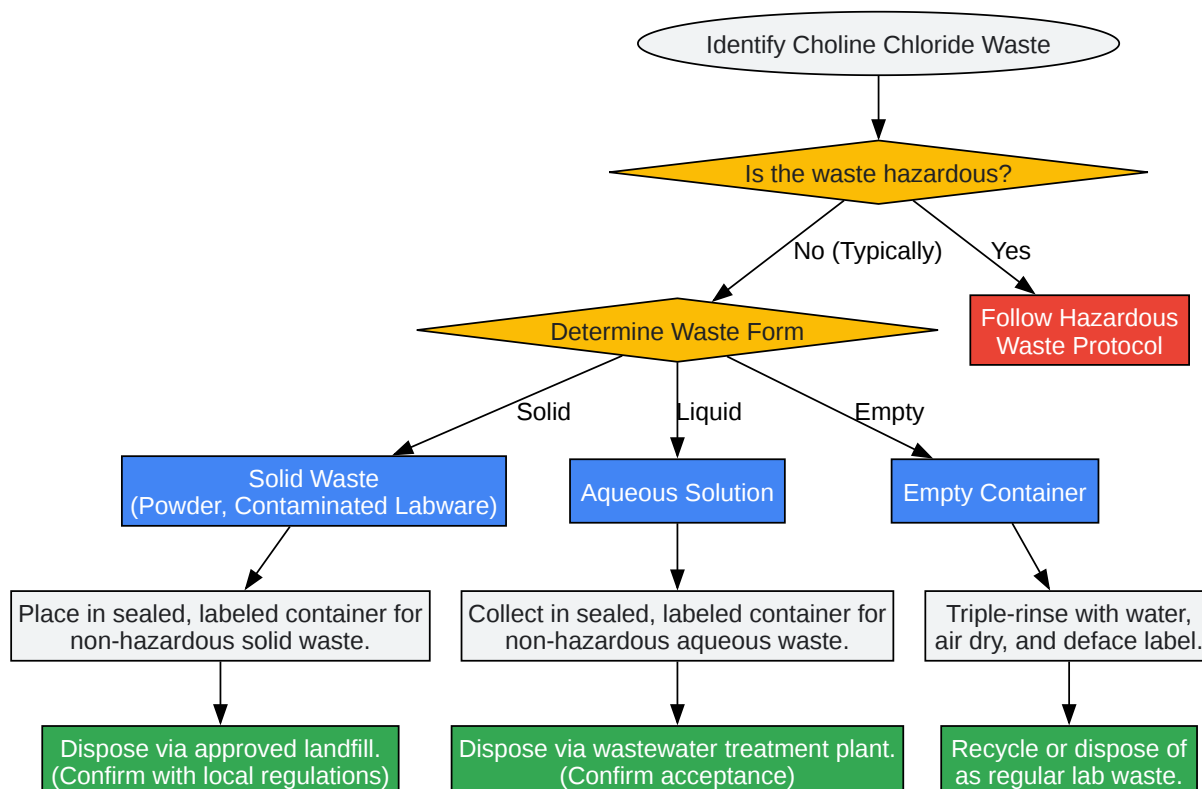 Identify Choline Chloride Waste
Is the waste hazardous?
No (Typically)
Yes
Follow Hazardous
Waste Protocol
Determine Waste Form
Solid
Liquid
Empty
Solid Waste
(Powder, Contaminated Labware)
Aqueous Solution
Empty Container
Place in sealed, labeled container for
non-hazardous solid waste.
Collect in sealed, labeled container for
non-hazardous aqueous waste.
Triple-rinse with water,
air dry, and deface label.
Dispose via approved landfill.
(Confirm with local regulations)
Dispose via wastewater treatment plant.
(Confirm acceptance)
Recycle or dispose of
as regular lab waste.